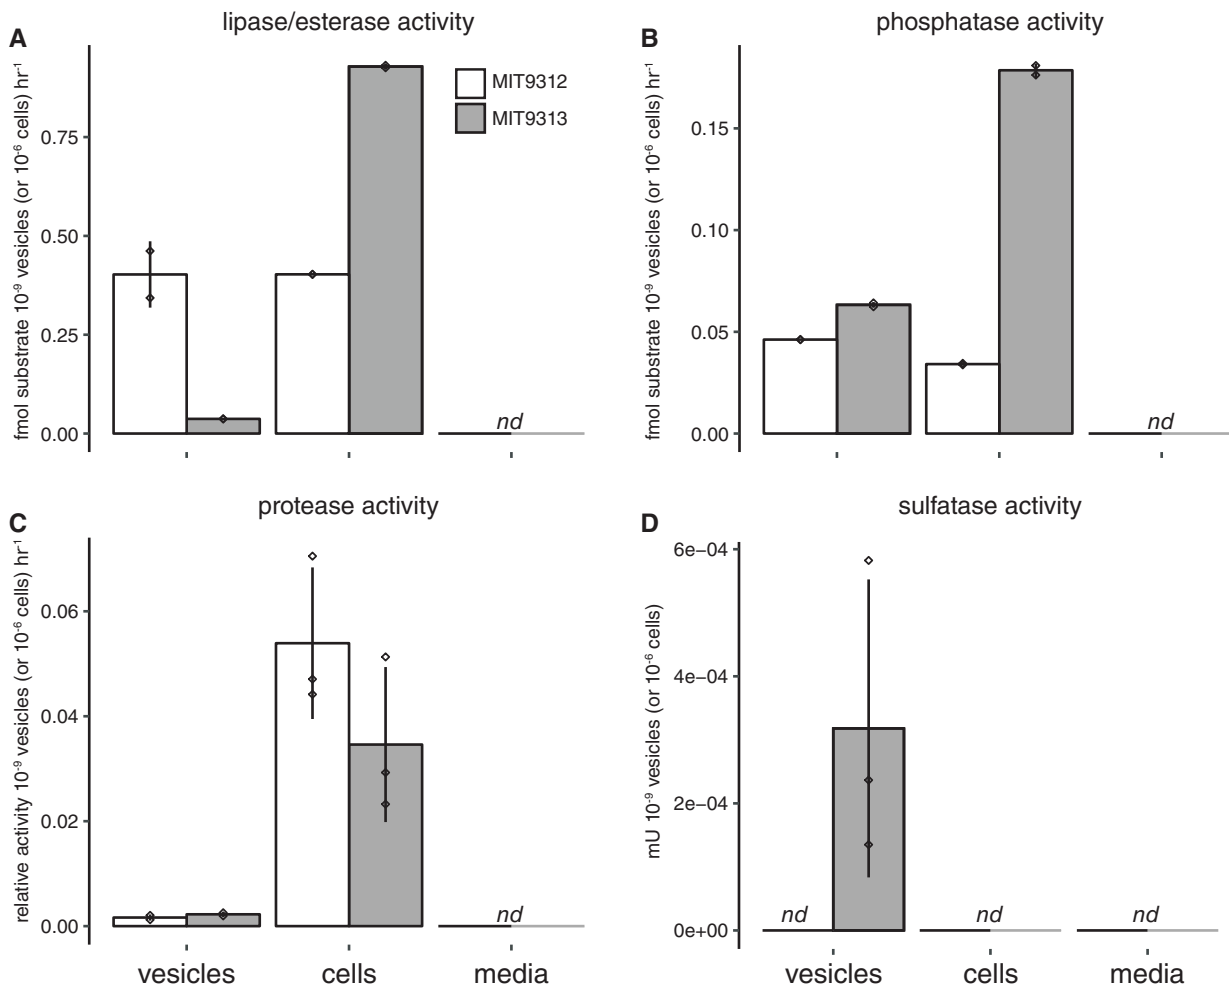 A
lipase/esterase activity
fmol substrate 10⁻⁹ vesicles (or 10⁻⁶ cells) hr⁻¹
0.75
0.50
0.25
0.00
MIT9312
MIT9313
nd
B
phosphatase activity
fmol substrate 10⁻⁹ vesicles (or 10⁻⁶ cells) hr⁻¹
0.15
0.10
0.05
0.00
nd
C
protease activity
relative activity 10⁻⁹ vesicles (or 10⁻⁶ cells) hr⁻¹
0.06
0.04
0.02
0.00
nd
vesicles
cells
media
D
sulfatase activity
mU 10⁻⁹ vesicles (or 10⁻⁶ cells)
6e−04
4e−04
2e−04
0e+00
nd
nd
nd
vesicles
cells
media